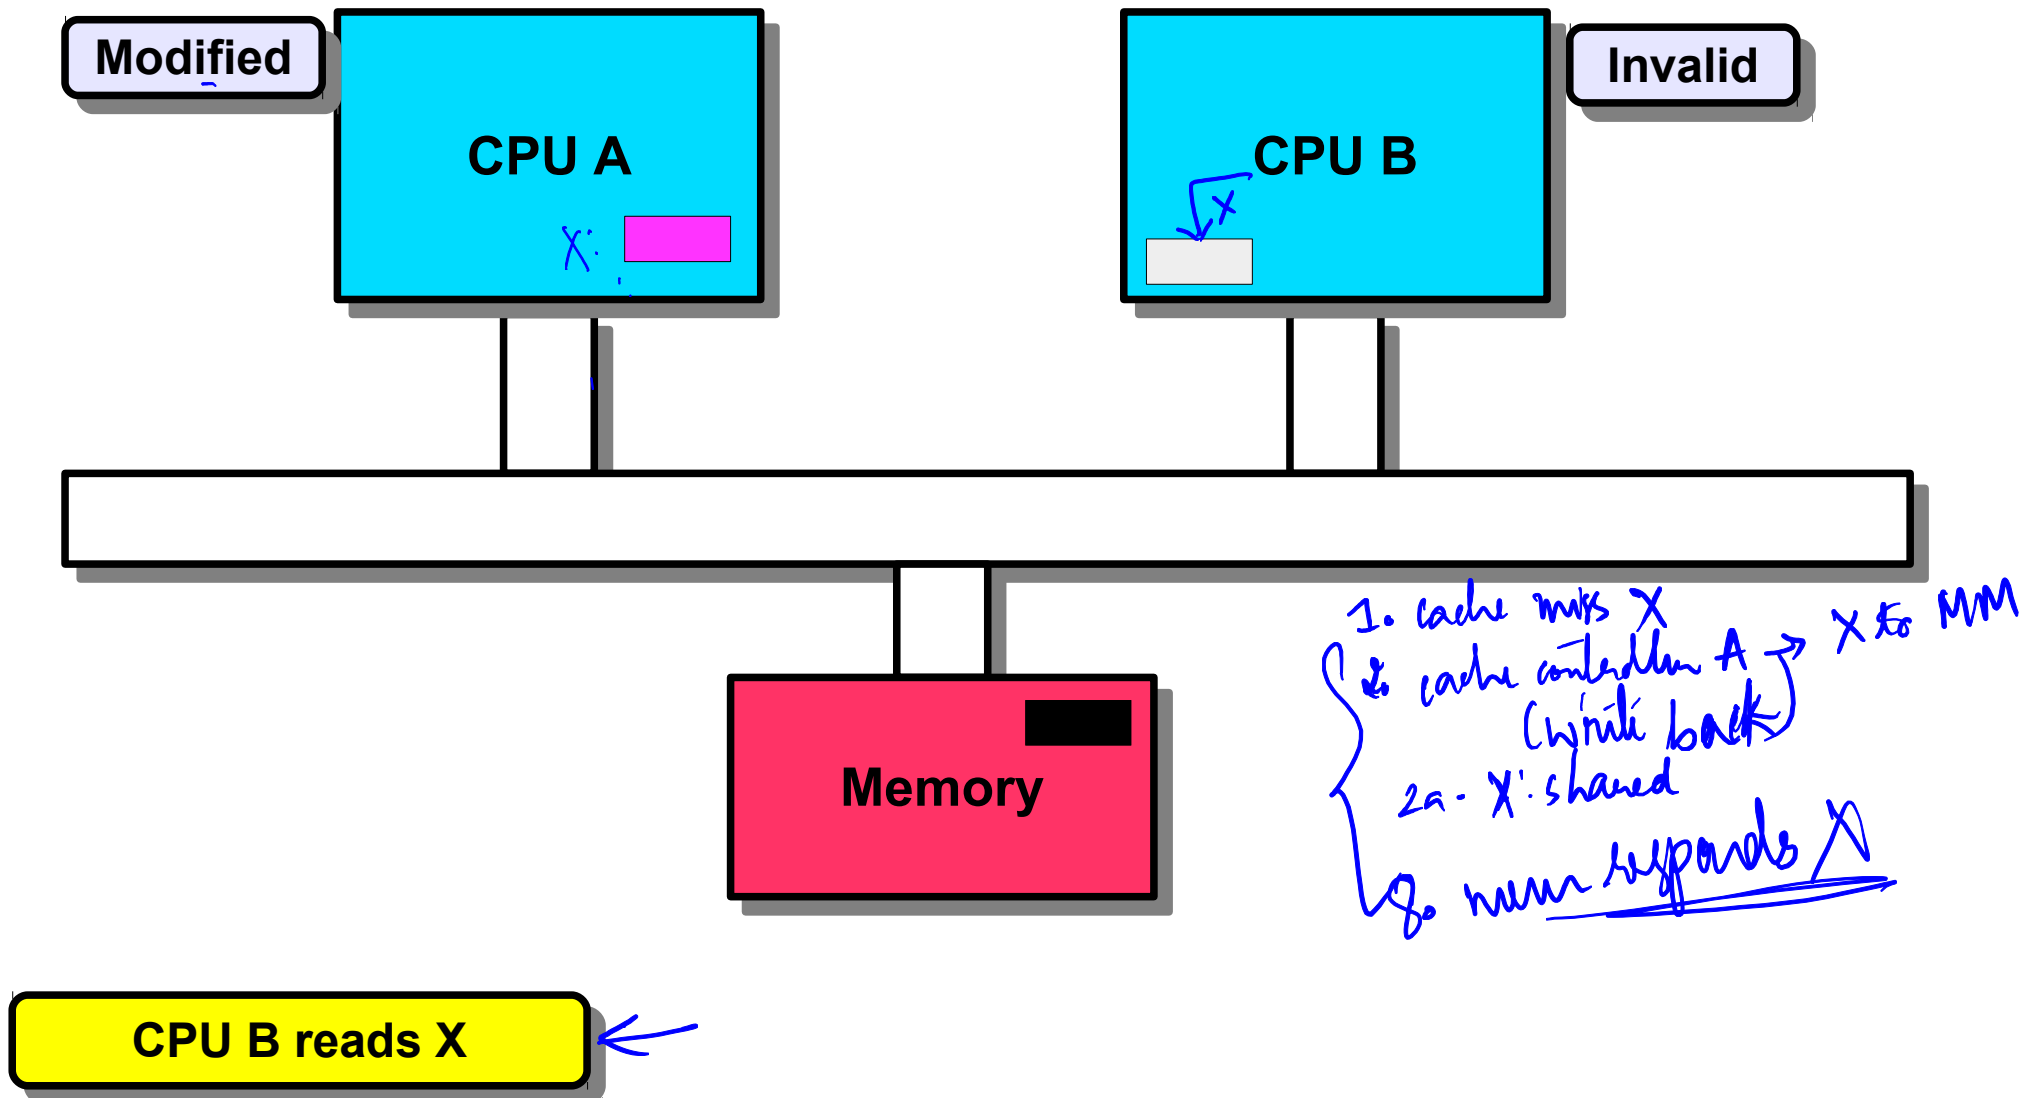 Modified
CPU A
X:
CPU B
X
Invalid
1. cache miss X
2. cache controller A → X to MM
(write back)
2a. X: shared
3. mem responds X
Memory
CPU B reads X